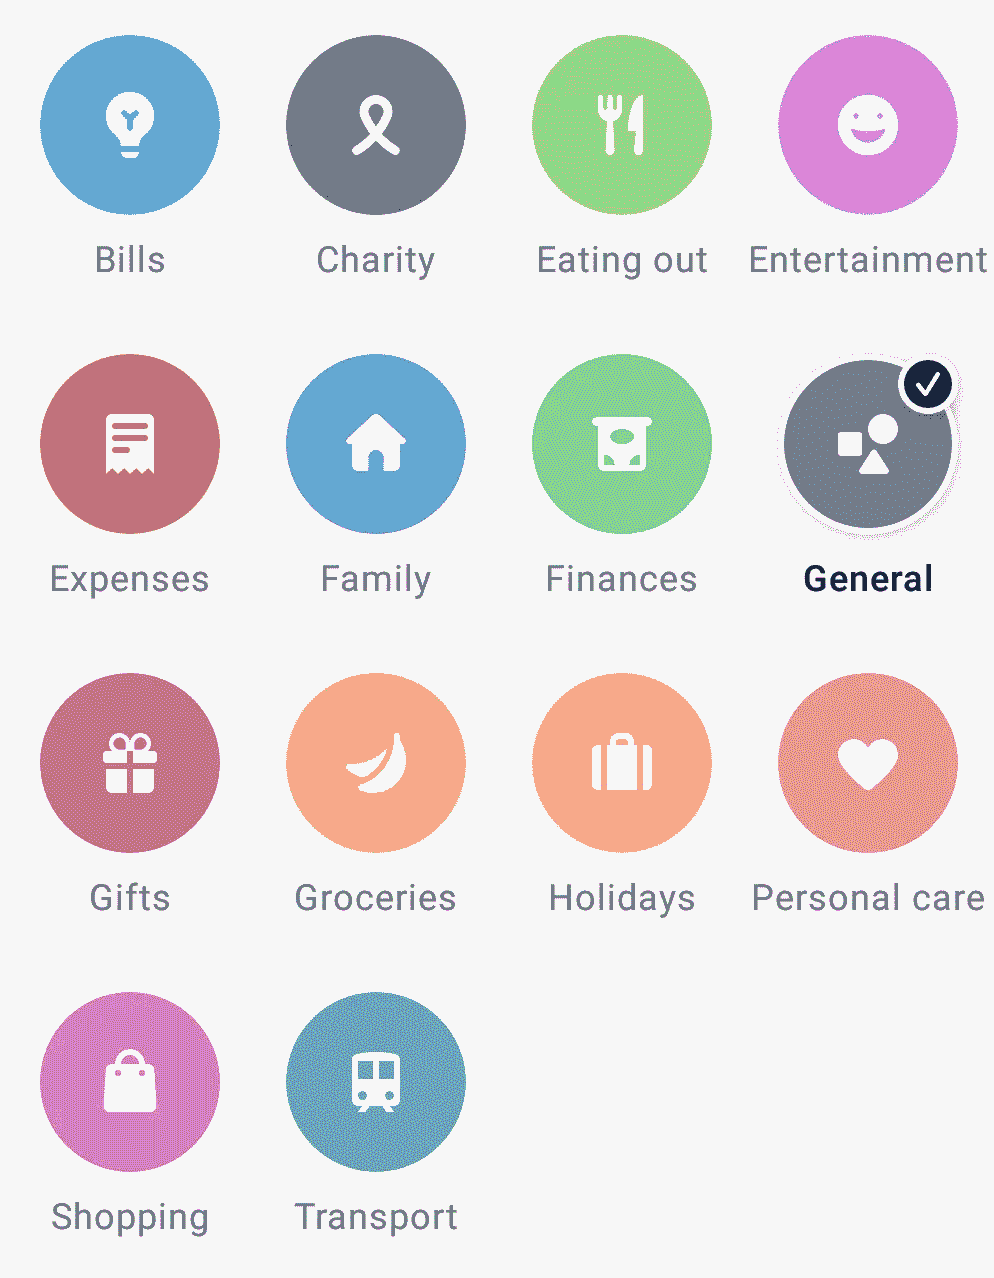 Bills Charity Eating out Entertainment
Expenses Family Finances General
Gifts Groceries Holidays Personal care
Shopping Transport